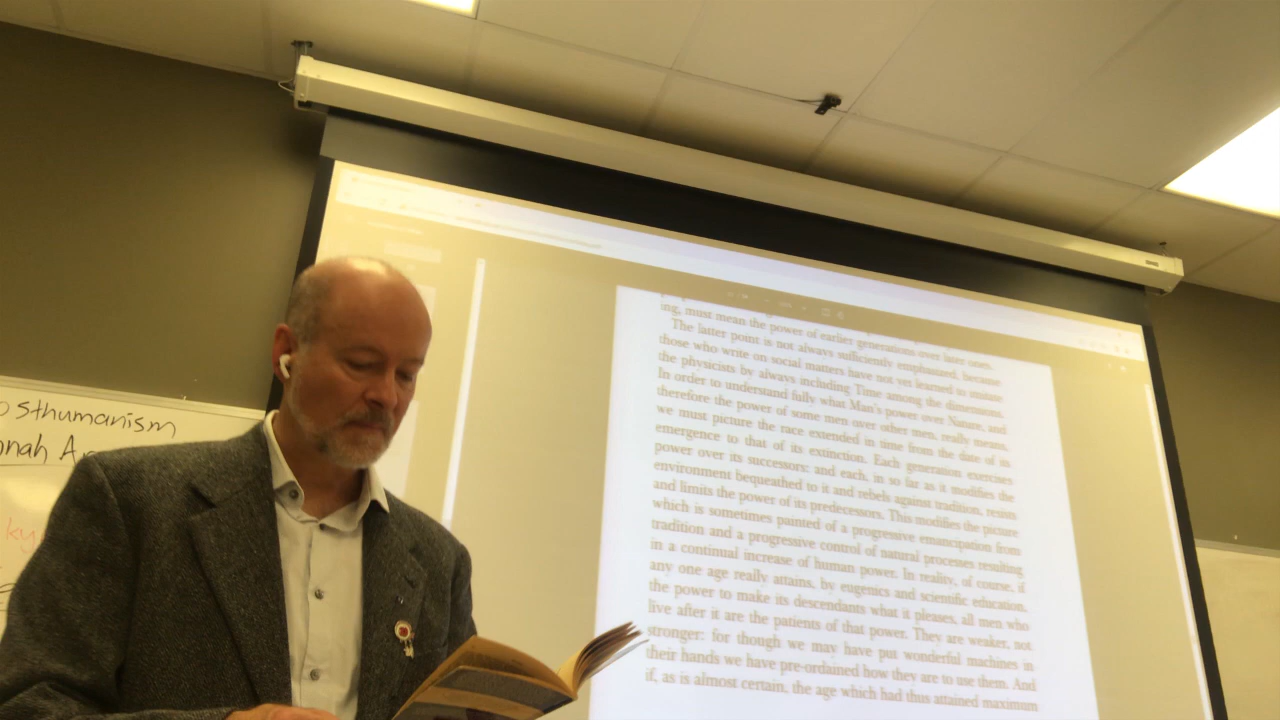 osthumanism
nnah A
ky
ing, must mean the power of earlier generations over later ones.
The latter point is not always sufficiently emphasized, because
those who write on social matters have not yet learned to imitate
the physicists by always including Time among the dimensions.
In order to understand fully what Man's power over Nature, and
therefore the power of some men over other men, really means,
we must picture the race extended in time from the date of its
emergence to that of its extinction. Each generation exercises
power over its successors: and each, in so far as it modifies the
environment bequeathed to it and rebels against tradition, resists
and limits the power of its predecessors. This modifies the picture
which is sometimes painted of a progressive emancipation from
tradition and a progressive control of natural processes resulting
in a continual increase of human power. In reality, of course, if
any one age really attains, by eugenics and scientific education,
the power to make its descendants what it pleases, all men who
live after it are the patients of that power. They are weaker, not
stronger: for though we may have put wonderful machines in
their hands we have pre-ordained how they are to use them. And
if, as is almost certain, the age which had thus attained maximum